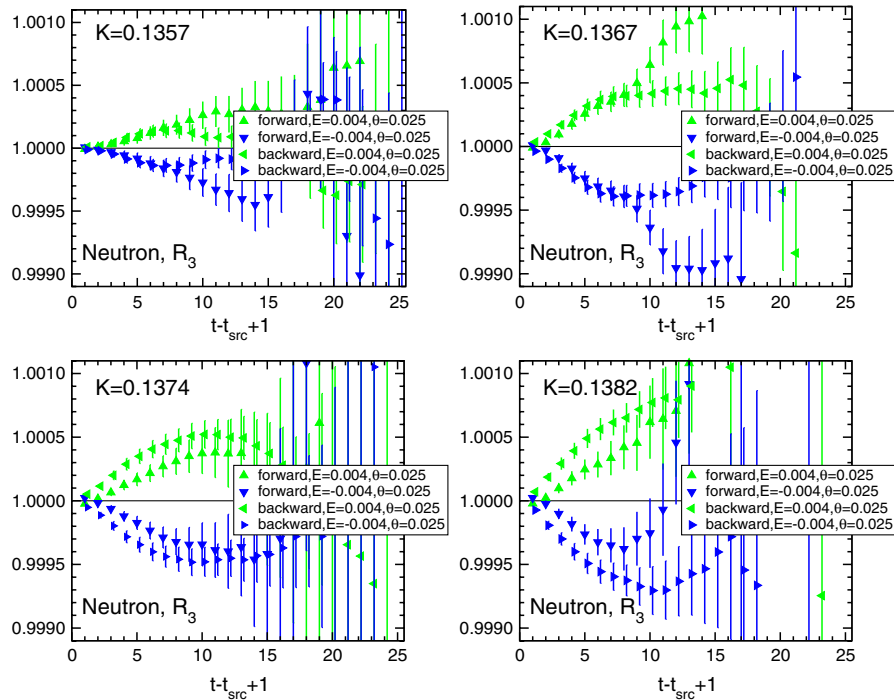 1.0010
K=0.1357
1.0005
forward,E=0.004,θ=0.025
forward,E=-0.004,θ=0.025
1.0000
backward,E=0.004,θ=0.025
backward,E=-0.004,θ=0.025
0.9995
Neutron, R3
0.9990
0 5 10 15 20 25
t-tsrc+1
1.0010
K=0.1367
1.0005
forward,E=0.004,θ=0.025
forward,E=-0.004,θ=0.025
1.0000
backward,E=0.004,θ=0.025
backward,E=-0.004,θ=0.025
0.9995
Neutron, R3
0.9990
0 5 10 15 20 25
t-tsrc+1
1.0010
K=0.1374
1.0005
forward,E=0.004,θ=0.025
forward,E=-0.004,θ=0.025
1.0000
backward,E=0.004,θ=0.025
backward,E=-0.004,θ=0.025
0.9995
Neutron, R3
0.9990
0 5 10 15 20 25
t-tsrc+1
1.0010
K=0.1382
1.0005
forward,E=0.004,θ=0.025
forward,E=-0.004,θ=0.025
1.0000
backward,E=0.004,θ=0.025
backward,E=-0.004,θ=0.025
0.9995
Neutron, R3
0.9990
0 5 10 15 20 25
t-tsrc+1